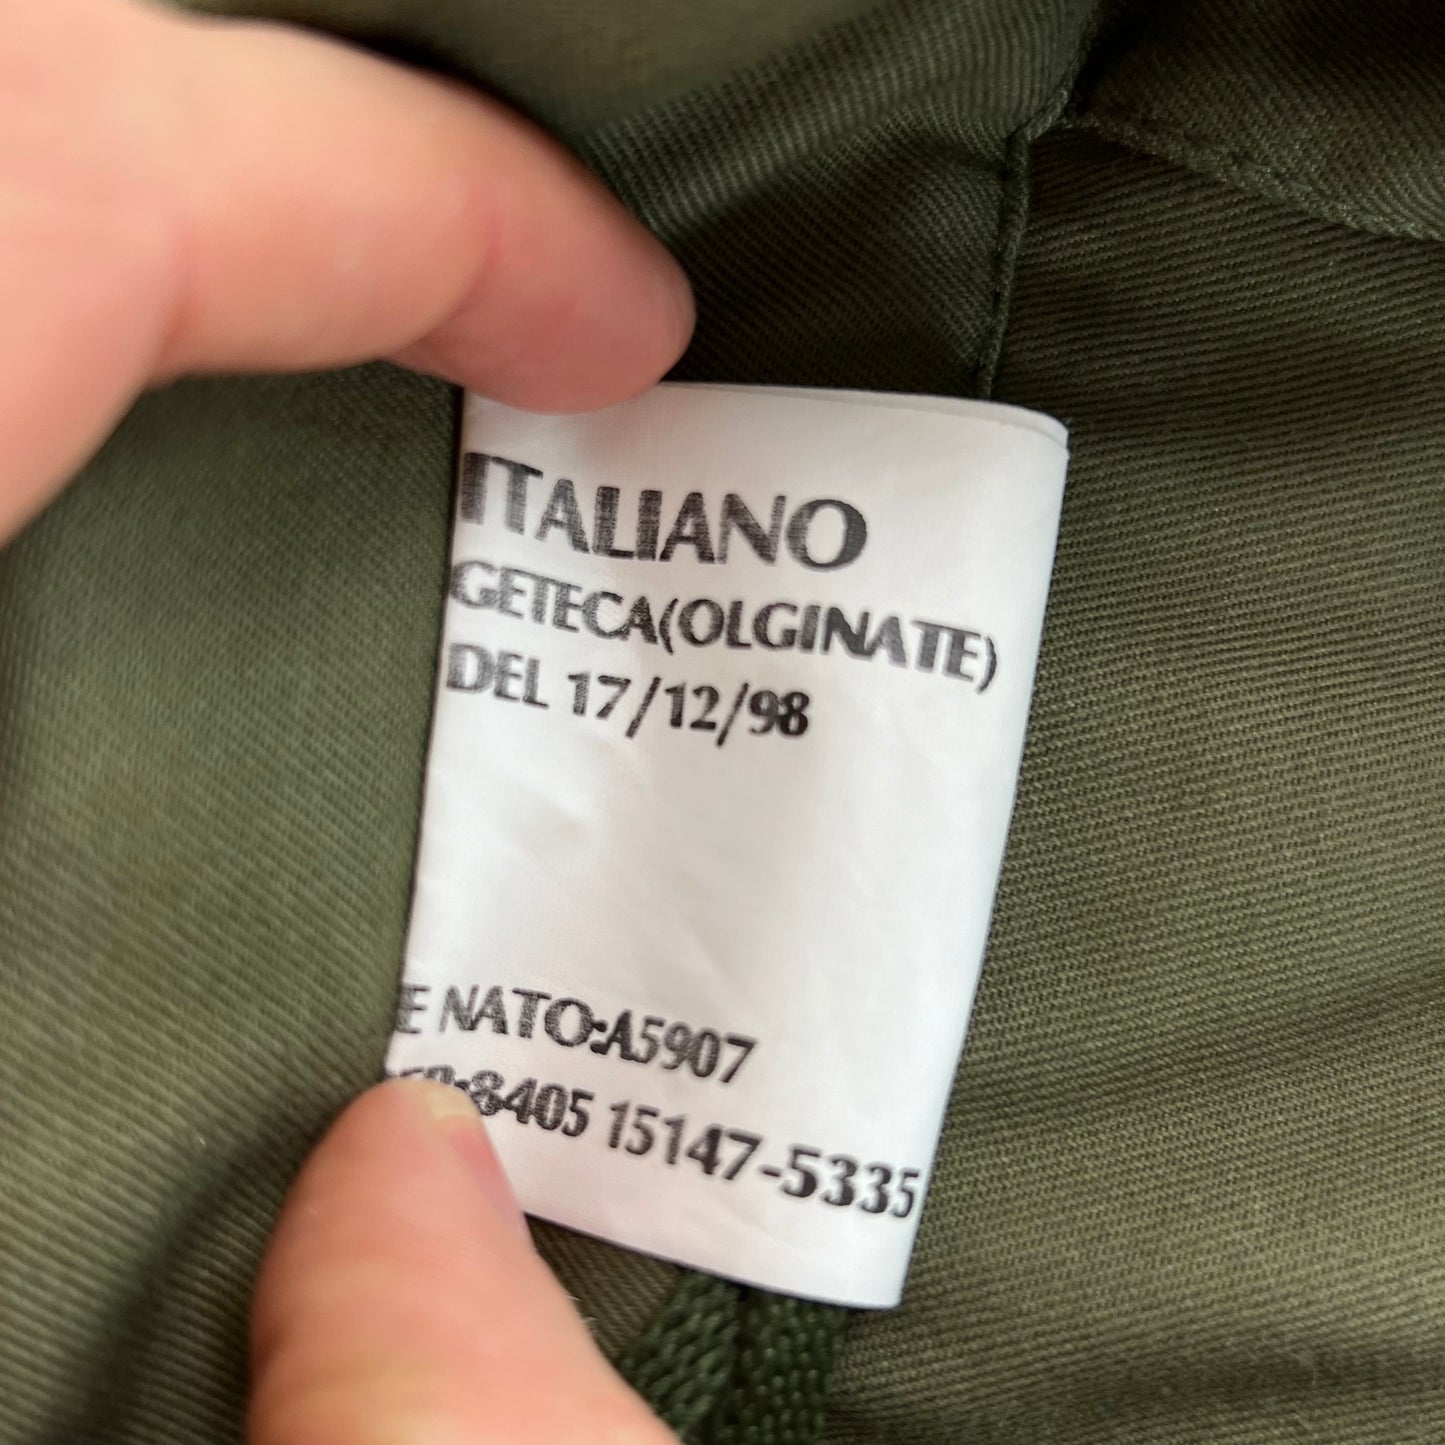 ITALIANO
GETECA(OLGINATE)
DEL 17/12/98
E NATO:A5907
:8405 15147-5335